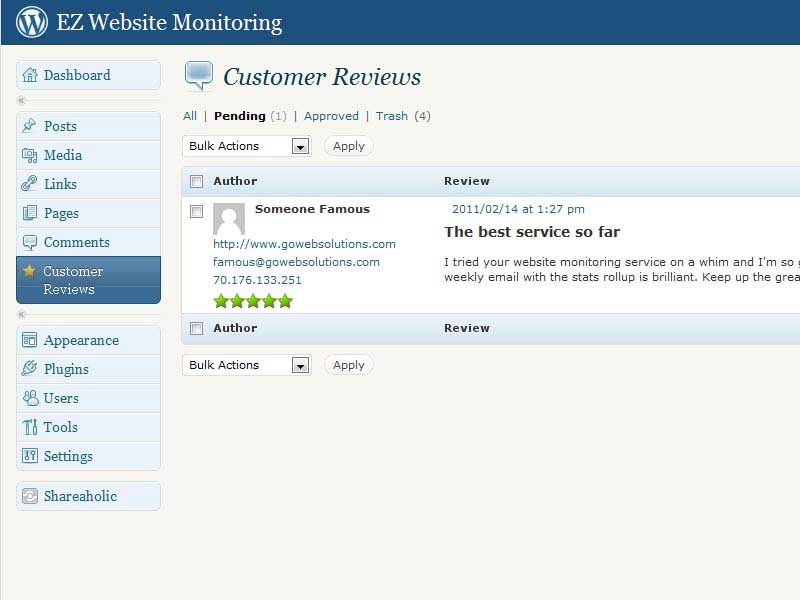 EZ Website Monitoring
Dashboard
Posts
Media
Links
Pages
Comments
Customer
Reviews
Appearance
Plugins
Users
Tools
Settings
Shareaholic
Customer Reviews
All | Pending (1) | Approved | Trash (4)
Bulk Actions Apply
Author Review
Someone Famous
http://www.gowebsolutions.com
famous@gowebsolutions.com
70.176.133.251
2011/02/14 at 1:27 pm
The best service so far
I tried your website monitoring service on a whim and I'm so
weekly email with the stats rollup is brilliant. Keep up the
Author Review
Bulk Actions Apply